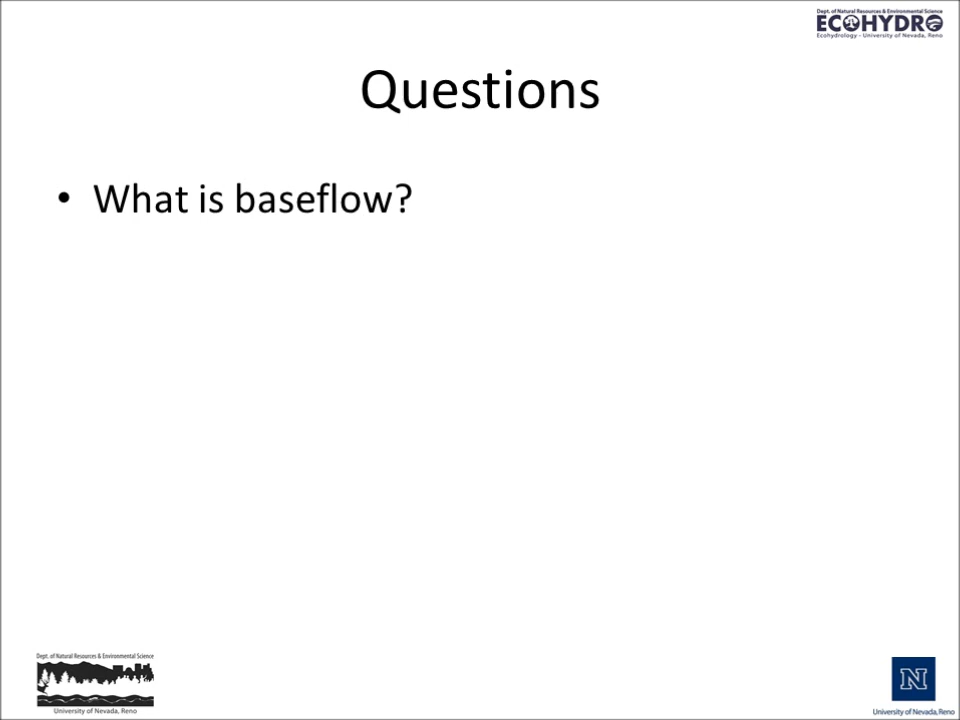 Dept. of Natural Resources & Environmental Science
ECOHYDRO
Ecohydrology - University of Nevada, Reno
Questions
• What is baseflow?
Dept. of Natural Resources & Environmental Science
University of Nevada, Reno
N
University of Nevada, Reno